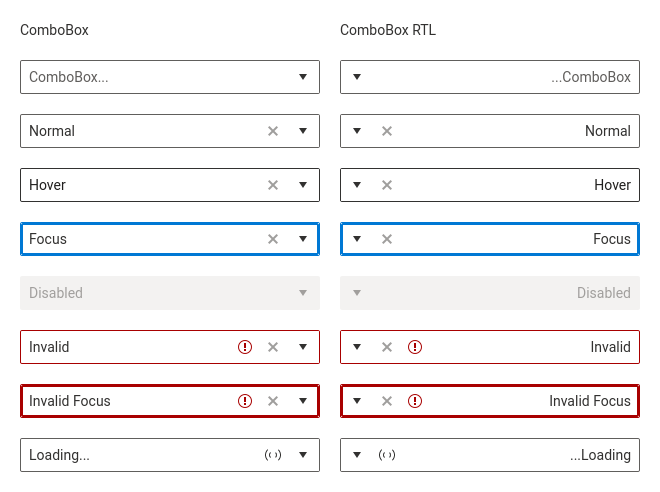 ComboBox
ComboBox RTL
ComboBox...
...ComboBox
Normal
Normal
Hover
Hover
Focus
Focus
Disabled
Disabled
Invalid
Invalid
Invalid Focus
Invalid Focus
Loading...
...Loading